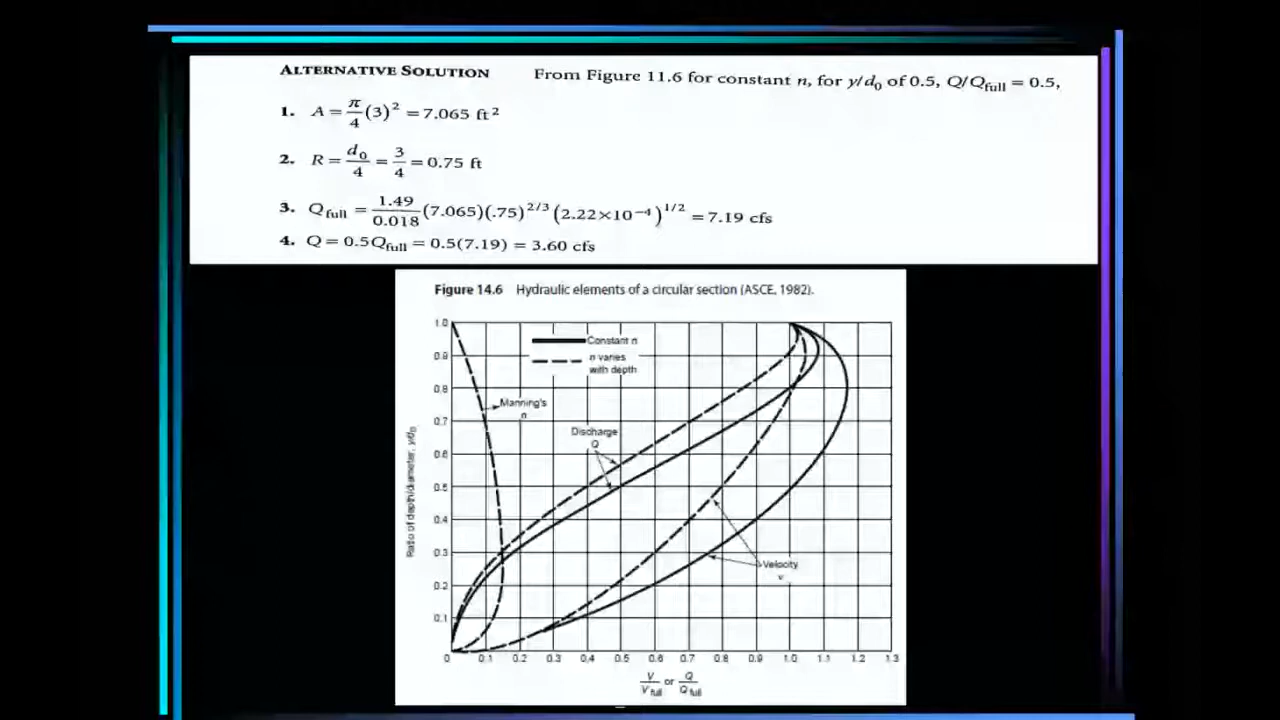 ALTERNATIVE SOLUTION From Figure 11.6 for constant n, for y/d₀ of 0.5, Q/Qfull = 0.5,
1. A = π/4 (3)² = 7.065 ft²
2. R = d₀/4 = 3/4 = 0.75 ft
3. Qfull = 1.49/0.018 (7.065)(.75)^2/3 (2.22×10⁻⁴)^1/2 = 7.19 cfs
4. Q = 0.5Qfull = 0.5(7.19) = 3.60 cfs
Figure 14.6 Hydraulic elements of a circular section (ASCE, 1982).
1.0
0.9
0.8
0.7
0.6
0.5
0.4
0.3
0.2
0.1
Ratio of depth/diameter, y/d₀
Constant n
n varies
with depth
Manning's
n
Discharge
Q
Velocity
v
0 0.1 0.2 0.3 0.4 0.5 0.6 0.7 0.8 0.9 1.0 1.1 1.2 1.3
V/Vfull or Q/Qfull